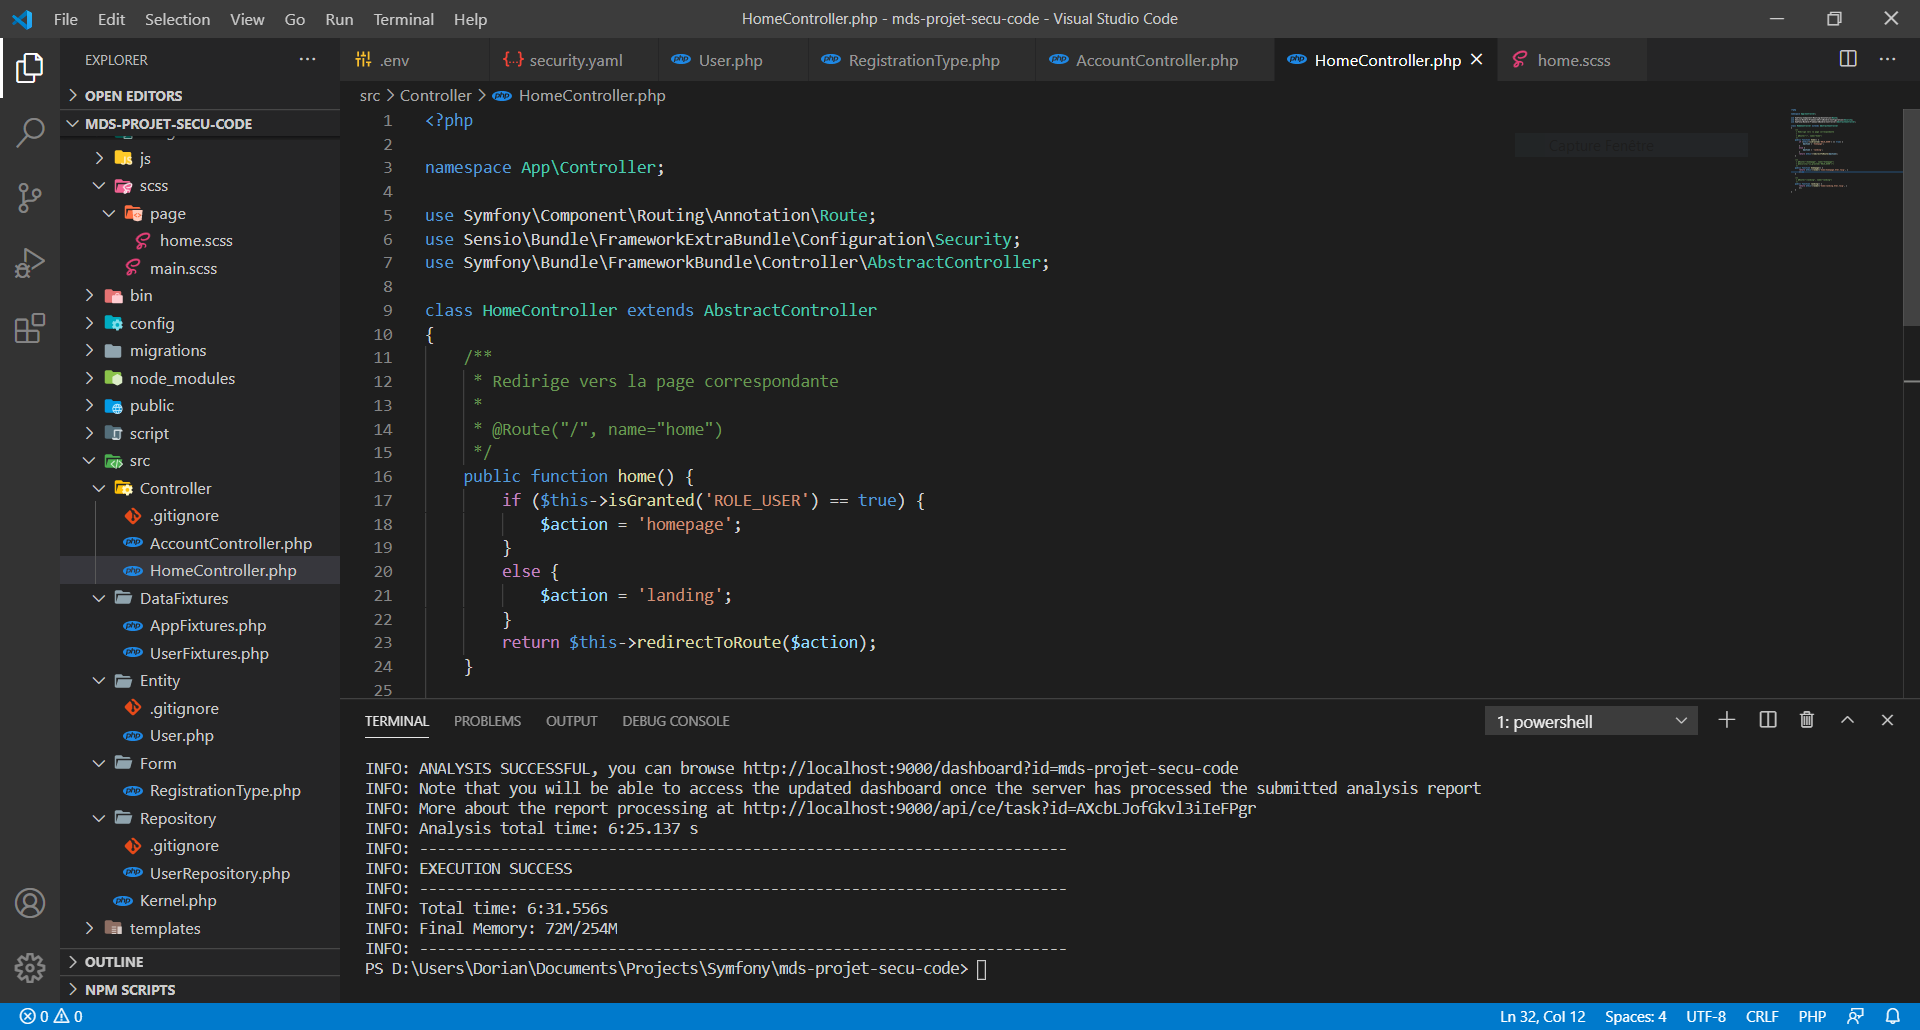 File Edit Selection View Go Run Terminal Help
HomeController.php - mds-projet-secu-code - Visual Studio Code
EXPLORER
OPEN EDITORS
MDS-PROJET-SECU-CODE
js
scss
page
home.scss
main.scss
bin
config
migrations
node_modules
public
script
src
Controller
.gitignore
AccountController.php
HomeController.php
DataFixtures
AppFixtures.php
UserFixtures.php
Entity
.gitignore
User.php
Form
RegistrationType.php
Repository
.gitignore
UserRepository.php
Kernel.php
templates
OUTLINE
NPM SCRIPTS
.env
security.yaml
User.php
RegistrationType.php
AccountController.php
HomeController.php
home.scss
src > Controller > HomeController.php
Capture Fenêtre
1 <?php
2
3 namespace App\Controller;
4
5 use Symfony\Component\Routing\Annotation\Route;
6 use Sensio\Bundle\FrameworkExtraBundle\Configuration\Security;
7 use Symfony\Bundle\FrameworkBundle\Controller\AbstractController;
8
9 class HomeController extends AbstractController
10 {
11 /**
12 * Redirige vers la page correspondante
13 *
14 * @Route("/", name="home")
15 */
16 public function home() {
17 if ($this->isGranted('ROLE_USER') == true) {
18 $action = 'homepage';
19 }
20 else {
21 $action = 'landing';
22 }
23 return $this->redirectToRoute($action);
24 }
25
TERMINAL PROBLEMS OUTPUT DEBUG CONSOLE
1: powershell
INFO: ANALYSIS SUCCESSFUL, you can browse http://localhost:9000/dashboard?id=mds-projet-secu-code
INFO: Note that you will be able to access the updated dashboard once the server has processed the submitted analysis report
INFO: More about the report processing at http://localhost:9000/api/ce/task?id=AXcbLJofGkvl3iIeFPgr
INFO: Analysis total time: 6:25.137 s
INFO: ------------------------------------------------------------------------
INFO: EXECUTION SUCCESS
INFO: ------------------------------------------------------------------------
INFO: Total time: 6:31.556s
INFO: Final Memory: 72M/254M
INFO: ------------------------------------------------------------------------
PS D:\Users\Dorian\Documents\Projects\Symfony\mds-projet-secu-code>
0 0
Ln 32, Col 12 Spaces: 4 UTF-8 CRLF PHP